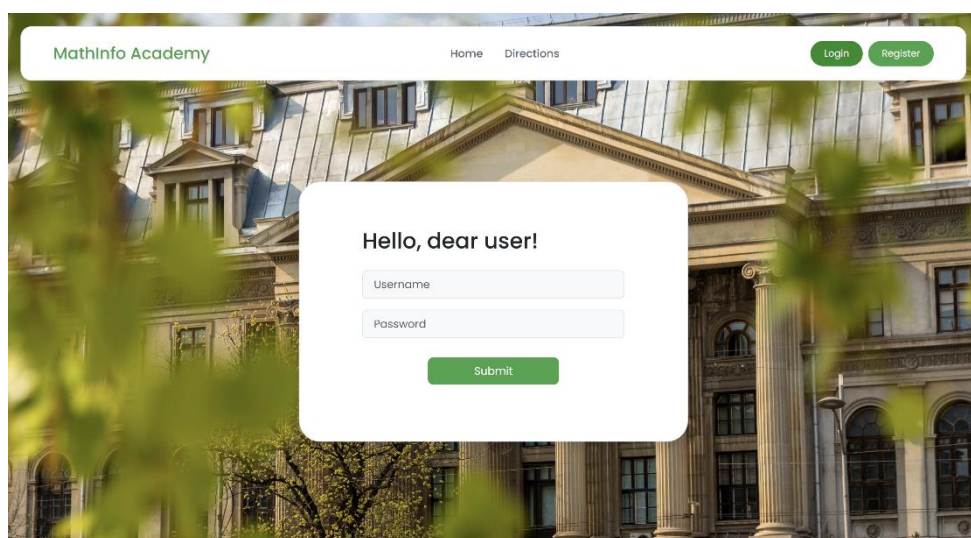 MathInfo Academy
Home Directions
Login Register
Hello, dear user!
Username
Password
Submit